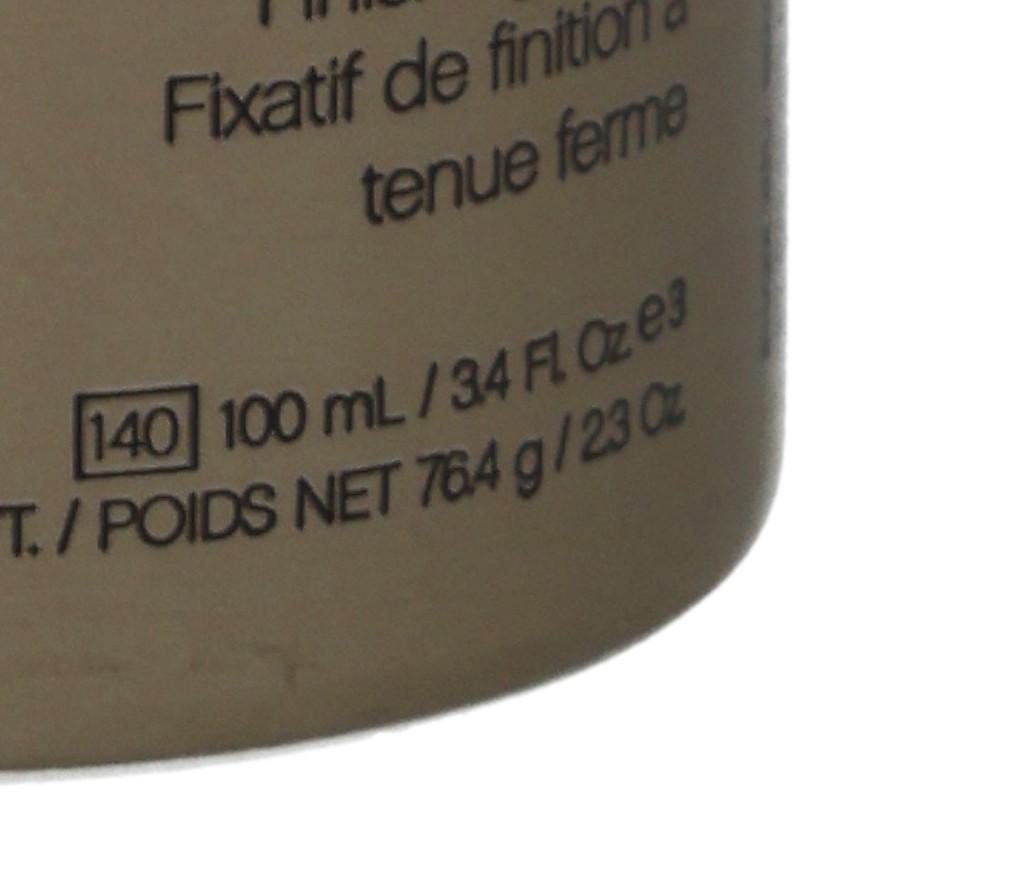 Fixatif de finition à
tenue ferme
140 100 mL / 3.4 Fl. Oz e 3
T. / POIDS NET 76.4 g / 2.3 Oz